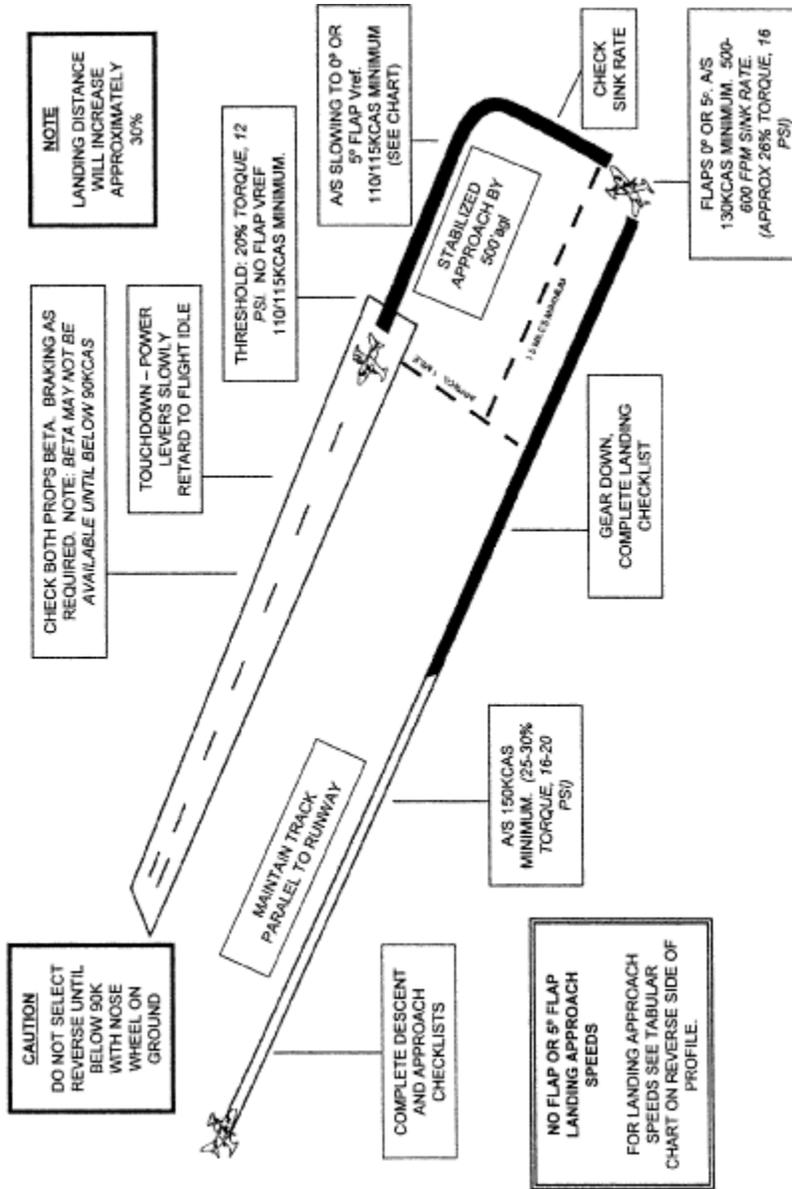 CAUTION
DO NOT SELECT
REVERSE UNTIL
BELOW 90K
WITH NOSE
WHEEL ON
GROUND
CHECK BOTH PROPS BETA. BRAKING AS
REQUIRED. NOTE: BETA MAY NOT BE
AVAILABLE UNTIL BELOW 90KCAS
NOTE
LANDING DISTANCE
WILL INCREASE
APPROXIMATELY
30%
TOUCHDOWN – POWER
LEVERS SLOWLY
RETARD TO FLIGHT IDLE
THRESHOLD: 20% TORQUE, 12
PSI. NO FLAP VREF
110/115KCAS MINIMUM.
A/S SLOWING TO 0º OR
5º FLAP Vref.
110/115KCAS MINIMUM
(SEE CHART)
MAINTAIN TRACK
PARALEL TO RUNWAY
STABILIZED
APPROACH BY
500'agl
APPROX. 1 MILE
MILES MINIMUM
CHECK
SINK RATE
COMPLETE DESCENT
AND APPROACH
CHECKLISTS
A/S 150KCAS
MINIMUM. (25-30%
TORQUE, 16-20
PSI)
GEAR DOWN,
COMPLETE LANDING
CHECKLIST
FLAPS 0º OR 5º. A/S
130KCAS MINIMUM. 500-
600 FPM SINK RATE.
(APPROX 26% TORQUE, 16
PSI)
NO FLAP OR 5º FLAP
LANDING APPROACH
SPEEDS
FOR LANDING APPROACH
SPEEDS SEE TABULAR
CHART ON REVERSE SIDE OF
PROFILE.